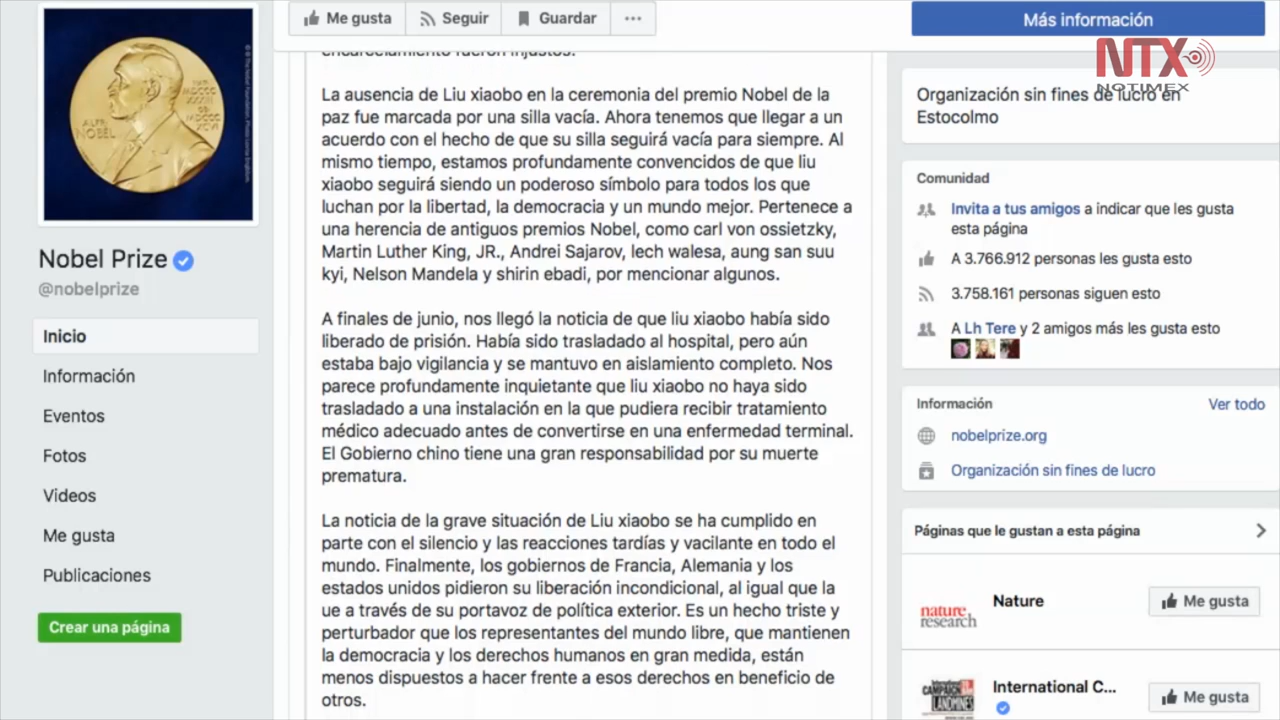 Me gusta
Seguir
Guardar
Más información
NTX
NOTIMEX
encarcelamiento fueron injustos.
La ausencia de Liu xiaobo en la ceremonia del premio Nobel de la
paz fue marcada por una silla vacía. Ahora tenemos que llegar a un
acuerdo con el hecho de que su silla seguirá vacía para siempre. Al
mismo tiempo, estamos profundamente convencidos de que liu
xiaobo seguirá siendo un poderoso símbolo para todos los que
luchan por la libertad, la democracia y un mundo mejor. Pertenece a
una herencia de antiguos premios Nobel, como carl von ossietzky,
Martin Luther King, JR., Andrei Sajarov, lech walesa, aung san suu
kyi, Nelson Mandela y shirin ebadi, por mencionar algunos.
A finales de junio, nos llegó la noticia de que liu xiaobo había sido
liberado de prisión. Había sido trasladado al hospital, pero aún
estaba bajo vigilancia y se mantuvo en aislamiento completo. Nos
parece profundamente inquietante que liu xiaobo no haya sido
trasladado a una instalación en la que pudiera recibir tratamiento
médico adecuado antes de convertirse en una enfermedad terminal.
El Gobierno chino tiene una gran responsabilidad por su muerte
prematura.
La noticia de la grave situación de Liu xiaobo se ha cumplido en
parte con el silencio y las reacciones tardías y vacilante en todo el
mundo. Finalmente, los gobiernos de Francia, Alemania y los
estados unidos pidieron su liberación incondicional, al igual que la
ue a través de su portavoz de política exterior. Es un hecho triste y
perturbador que los representantes del mundo libre, que mantienen
la democracia y los derechos humanos en gran medida, están
menos dispuestos a hacer frente a esos derechos en beneficio de
otros.
Nobel Prize
@nobelprize
Inicio
Información
Eventos
Fotos
Videos
Me gusta
Publicaciones
Crear una página
Organización sin fines de lucro en
Estocolmo
Comunidad
Invita a tus amigos a indicar que les gusta
esta página
A 3.766.912 personas les gusta esto
3.758.161 personas siguen esto
A Lh Tere y 2 amigos más les gusta esto
Información
Ver todo
nobelprize.org
Organización sin fines de lucro
Páginas que le gustan a esta página
nature
research
Nature
Me gusta
International
CAMPAIGN
LANDMINES
International C...
Me gusta